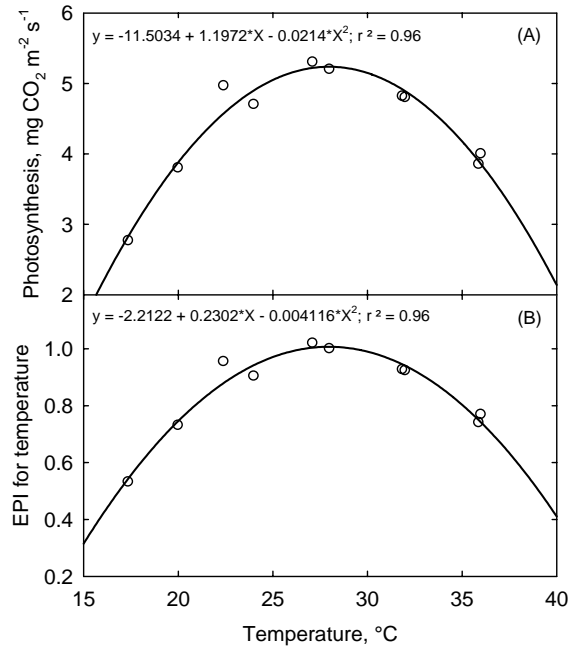 y = -11.5034 + 1.1972*X - 0.0214*X²; r ² = 0.96
(A)
Photosynthesis, mg CO₂ m⁻² s⁻¹
6
5
4
3
2
y = -2.2122 + 0.2302*X - 0.004116*X²; r ² = 0.96
(B)
EPI for temperature
1.0
0.8
0.6
0.4
0.2
15 20 25 30 35 40
Temperature, °C